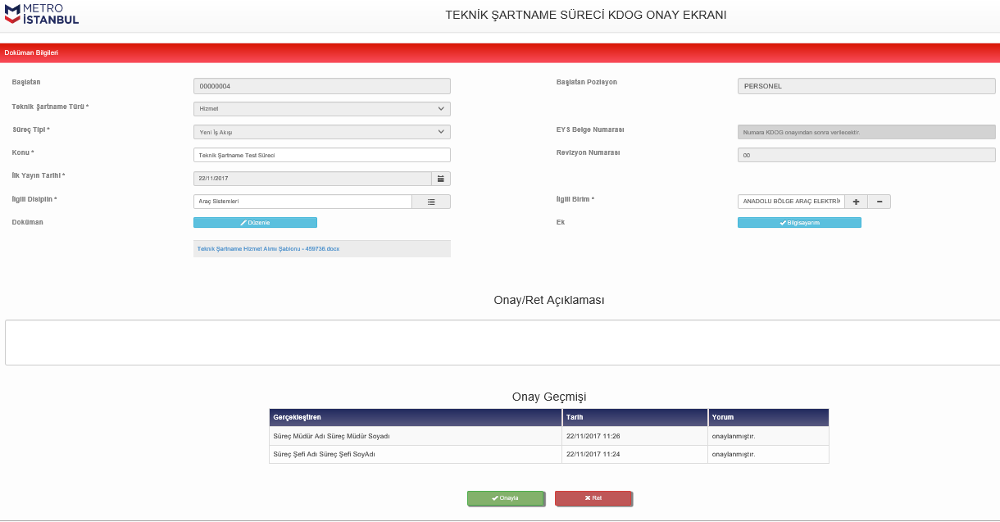 METRO
İSTANBUL
TEKNİK ŞARTNAME SÜRECİ KDOG ONAY EKRANI
Doküman Bilgileri
Başlatan
00000004
Başlatan Pozisyon
PERSONEL
Teknik Şartname Türü *
Hizmet
Süreç Tipi *
Yeni İş Akışı
EYS Belge Numarası
Numara KDOG onayından sonra verilecektir.
Konu *
Teknik Şartname Test Süreci
Revizyon Numarası
00
İlk Yayın Tarihi *
22/11/2017
İlgili Disiplin *
Araç Sistemleri
İlgili Birim *
ANADOLU BÖLGE ARAÇ ELEKTRİK
Doküman
Düzenle
Ek
Bilgisayarım
Teknik Şartname Hizmet Alımı Şablonu - 459738.docx
Onay/Ret Açıklaması
Onay Geçmişi
Gerçekleştiren Tarih Yorum
Süreç Müdür Adı Süreç Müdür Soyadı 22/11/2017 11:26 onaylanmıştır.
Süreç Şefi Adı Süreç Şefi SoyAdı 22/11/2017 11:24 onaylanmıştır.
Onayla
Ret